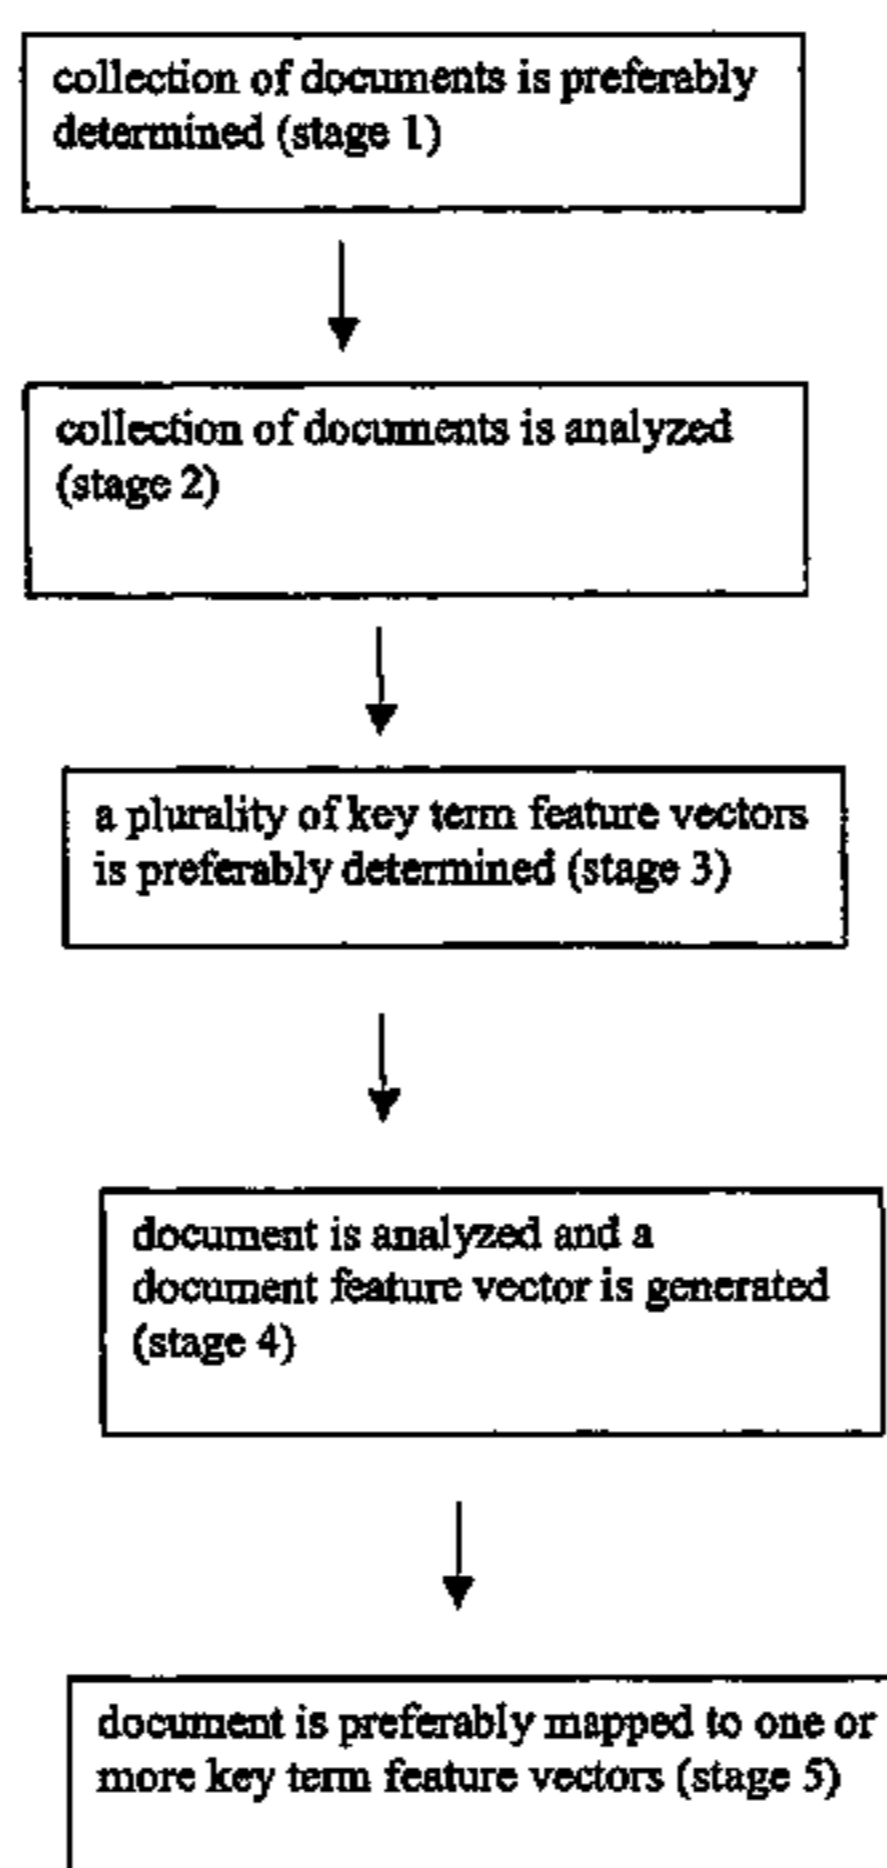 collection of documents is preferably
determined (stage 1)
collection of documents is analyzed
(stage 2)
a plurality of key term feature vectors
is preferably determined (stage 3)
document is analyzed and a
document feature vector is generated
(stage 4)
document is preferably mapped to one or
more key term feature vectors (stage 5)